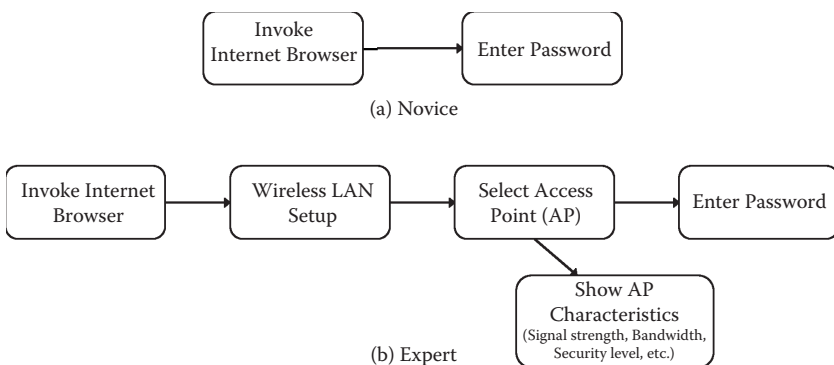 Invoke
Internet Browser
Enter Password
(a) Novice
Invoke Internet
Browser
Wireless LAN
Setup
Select Access
Point (AP)
Enter Password
Show AP
Characteristics
(Signal strength, Bandwidth,
Security level, etc.)
(b) Expert